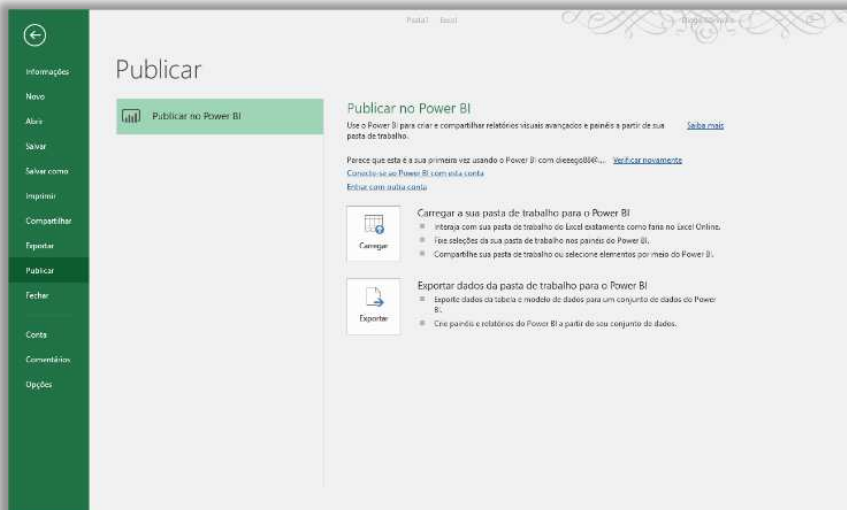 Pasta1 Excel
Informações
Novo
Abrir
Salvar
Salvar como
Imprimir
Compartilhar
Exportar
Publicar
Fechar
Conta
Comentários
Opções
Publicar
Publicar no Power BI
Publicar no Power BI
Use o Power BI para criar e compartilhar relatórios visuais avançados e painéis a partir de sua Saiba mais
pasta de trabalho.
Parece que esta é a sua primeira vez usando o Power BI com Verificar novamente
Conecte-se ao Power BI com esta conta
Entrar com outra conta
Carregar
Carregar a sua pasta de trabalho para o Power BI
Interaja com sua pasta de trabalho do Excel exatamente como faria no Excel Online.
Fixe seleções da sua pasta de trabalho nos painéis do Power BI.
Compartilhe sua pasta de trabalho ou selecione elementos por meio do Power BI.
Exportar
Exportar dados da pasta de trabalho para o Power BI
Exporte dados da tabela e modelo de dados para um conjunto de dados do Power
BI.
Crie painéis e relatórios do Power BI a partir do seu conjunto de dados.